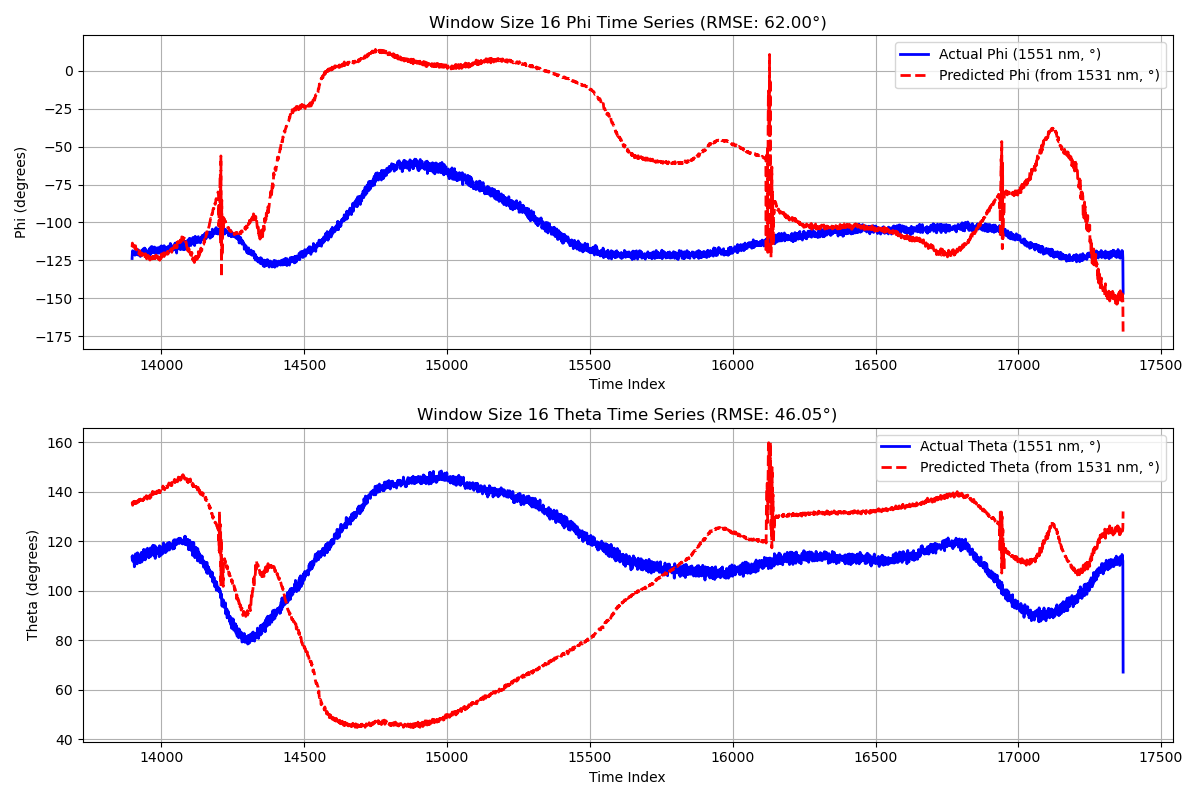 Window Size 16 Phi Time Series (RMSE: 62.00°)
Phi (degrees)
0
−25
−50
−75
−100
−125
−150
−175
Actual Phi (1551 nm, °)
Predicted Phi (from 1531 nm, °)
14000 14500 15000 15500 16000 16500 17000 17500
Time Index
Window Size 16 Theta Time Series (RMSE: 46.05°)
Theta (degrees)
160
140
120
100
80
60
40
Actual Theta (1551 nm, °)
Predicted Theta (from 1531 nm, °)
14000 14500 15000 15500 16000 16500 17000 17500
Time Index